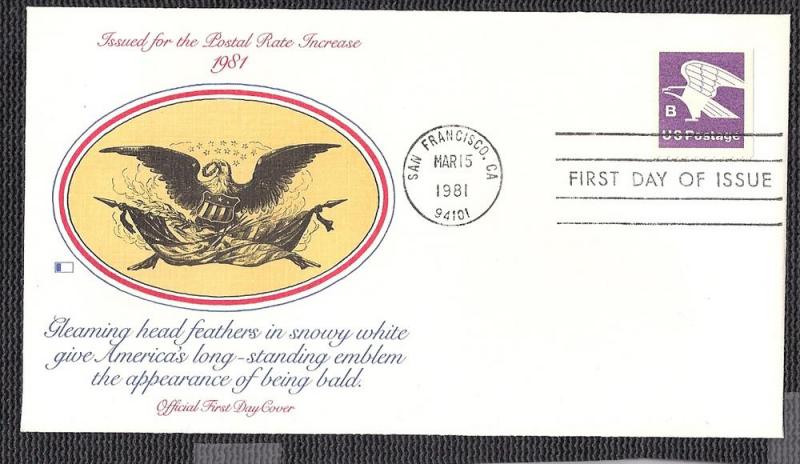 Issued for the Postal Rate Increase
1981
B
US Postage
SAN FRANCISCO, CA
MAR 15
1981
94101
FIRST DAY OF ISSUE
Gleaming head feathers in snowy white
give America's long-standing emblem
the appearance of being bald.
Official First Day Cover